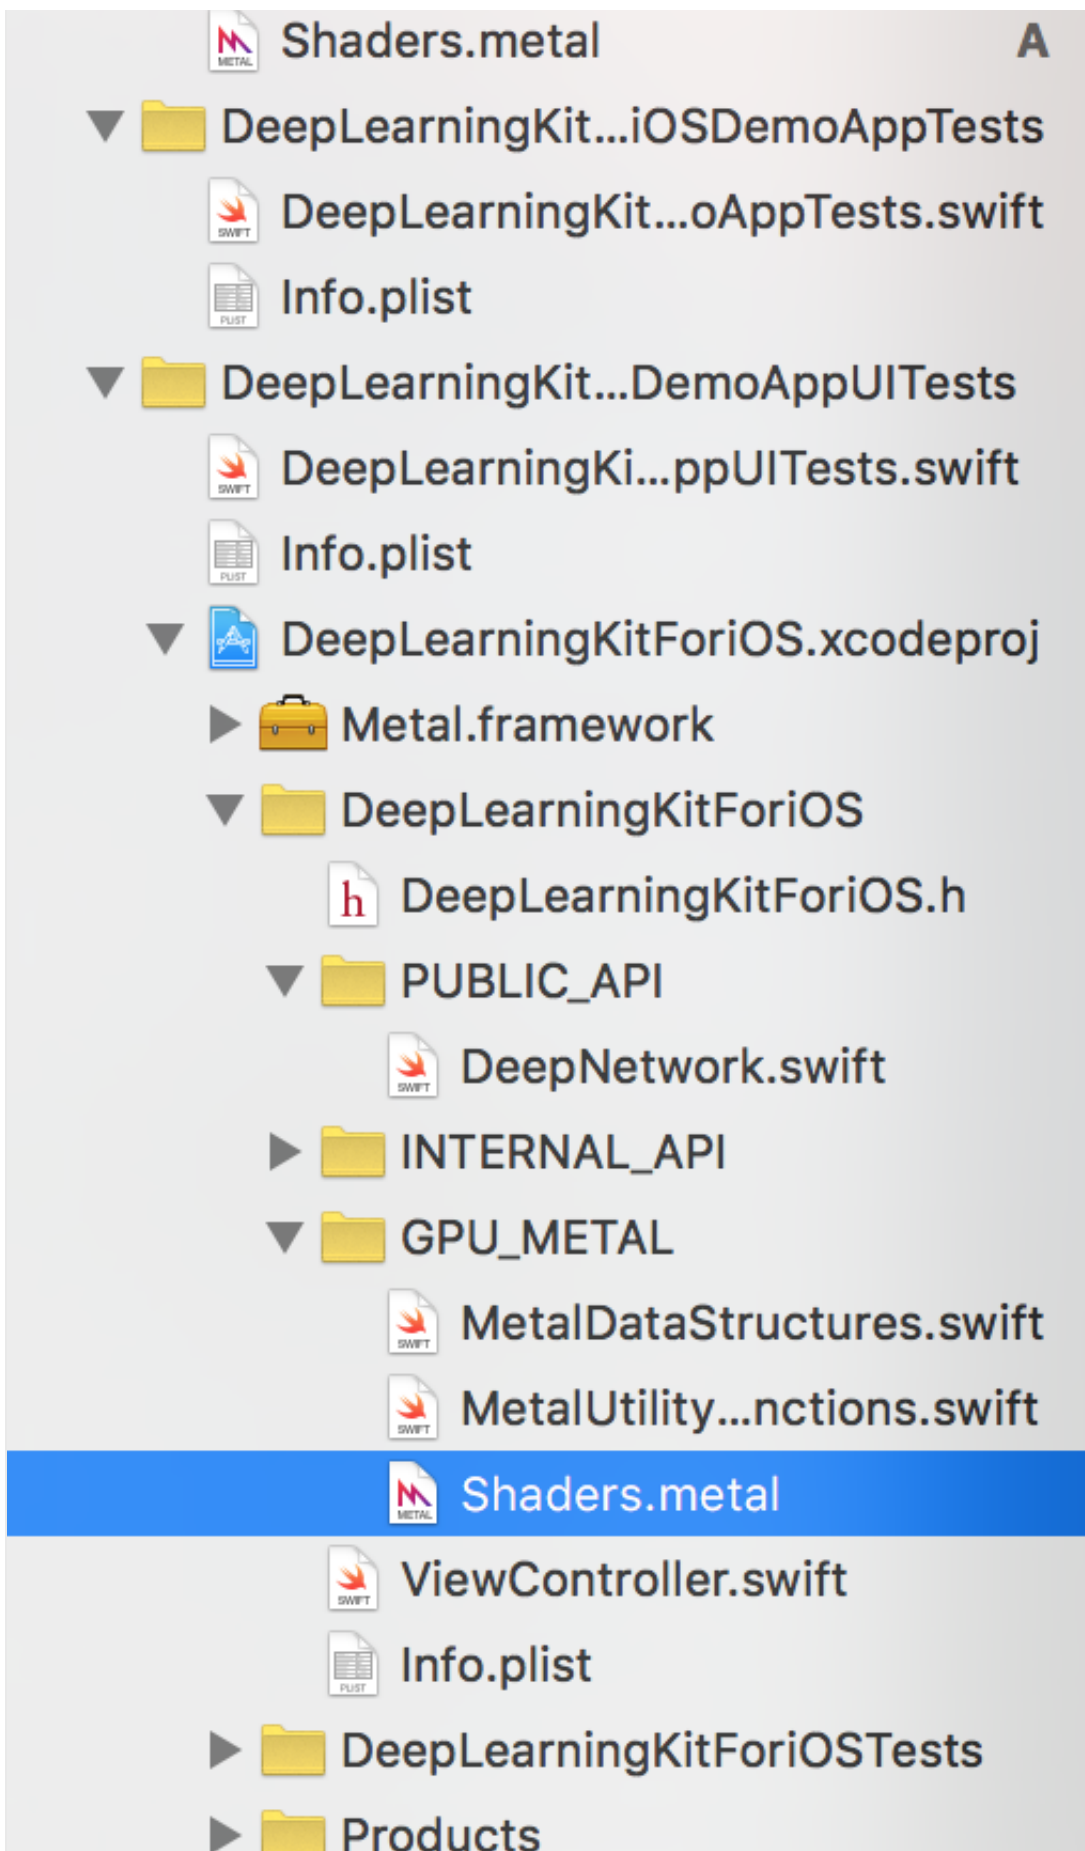 Shaders.metal A
DeepLearningKit...iOSDemoAppTests
DeepLearningKit...oAppTests.swift
Info.plist
DeepLearningKit...DemoAppUITests
DeepLearningKi...ppUITests.swift
Info.plist
DeepLearningKitForiOS.xcodeproj
Metal.framework
DeepLearningKitForiOS
DeepLearningKitForiOS.h
PUBLIC_API
DeepNetwork.swift
INTERNAL_API
GPU_METAL
MetalDataStructures.swift
MetalUtility...nctions.swift
Shaders.metal
ViewController.swift
Info.plist
DeepLearningKitForiOSTests
Products